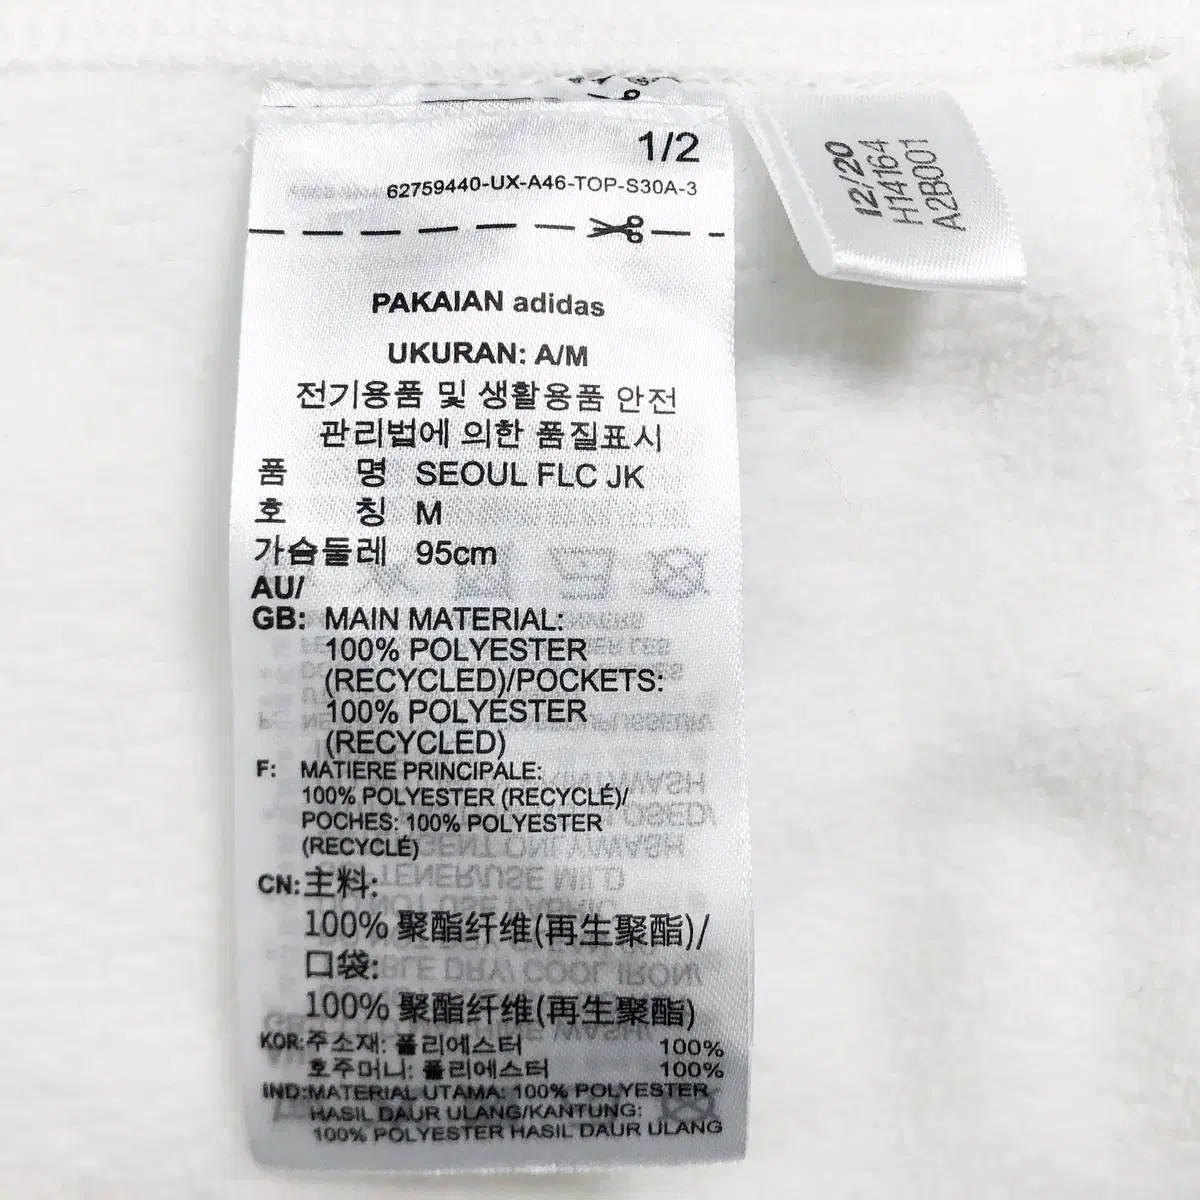 1/2
62759440-UX-A46-TOP-S30A-3
PAKAIAN adidas
UKURAN: A/M
전기용품 및 생활용품 안전
관리법에 의한 품질표시
품 명 SEOUL FLC JK
호 칭 M
가슴둘레 95cm
AU/
GB: MAIN MATERIAL:
100% POLYESTER
(RECYCLED)/POCKETS:
100% POLYESTER
(RECYCLED)
F: MATIERE PRINCIPALE:
100% POLYESTER (RECYCLÉ)/
POCHES: 100% POLYESTER
(RECYCLÉ)
CN: 主料:
100% 聚酯纤维(再生聚酯)/
口袋:
100% 聚酯纤维(再生聚酯)
KOR: 주소재: 폴리에스터 100%
호주머니: 폴리에스터 100%
IND: MATERIAL UTAMA: 100% POLYESTER
HASIL DAUR ULANG/KANTUNG:
100% POLYESTER HASIL DAUR ULANG
12/20
H14164
A2B001